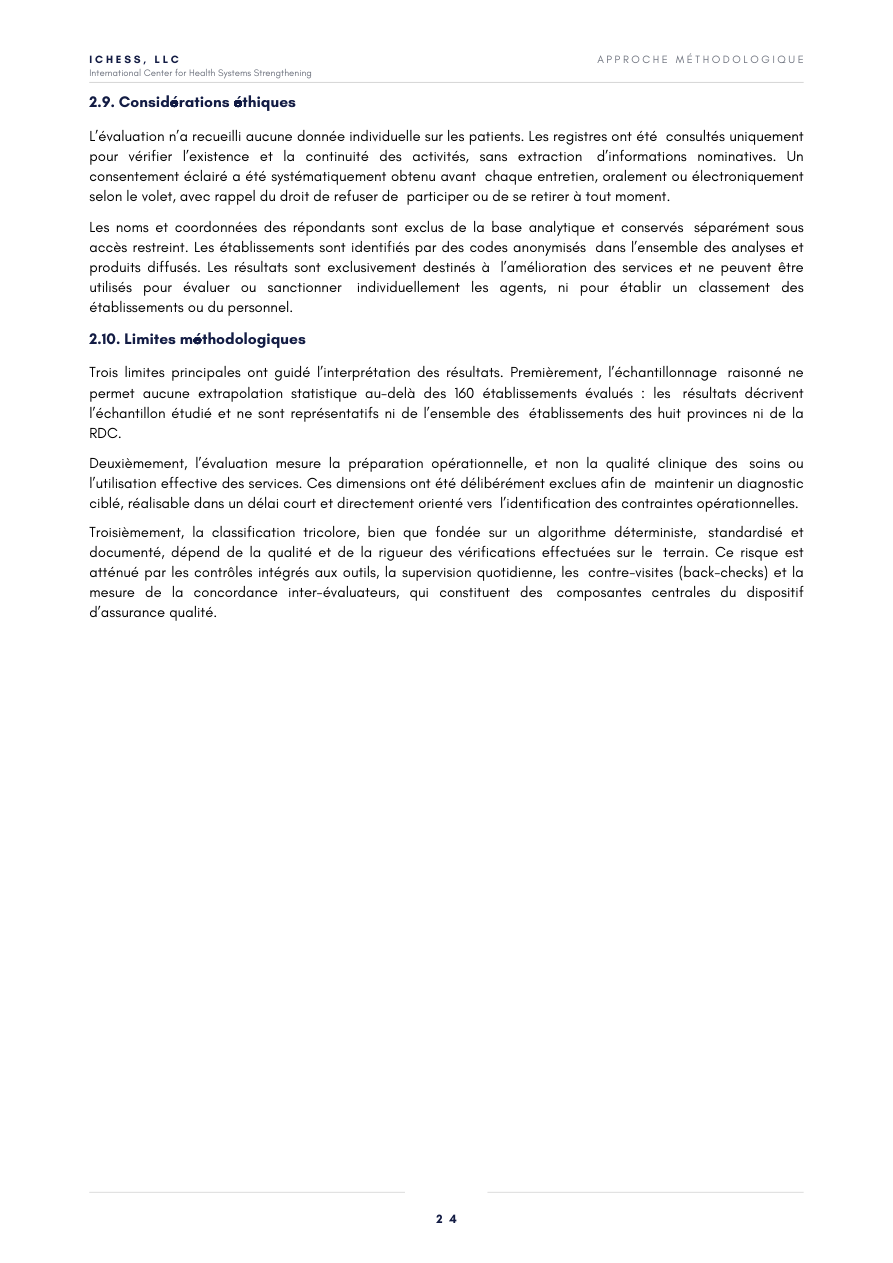 ICHESS, LLC
International Center for Health Systems Strengthening
APPROCHE MÉTHODOLOGIQUE
2.9. Considérations éthiques
L’évaluation n’a recueilli aucune donnée individuelle sur les patients. Les registres ont été consultés uniquement
pour vérifier l’existence et la continuité des activités, sans extraction d’informations nominatives. Un
consentement éclairé a été systématiquement obtenu avant chaque entretien, oralement ou électroniquement
selon le volet, avec rappel du droit de refuser de participer ou de se retirer à tout moment.
Les noms et coordonnées des répondants sont exclus de la base analytique et conservés séparément sous
accès restreint. Les établissements sont identifiés par des codes anonymisés dans l’ensemble des analyses et
produits diffusés. Les résultats sont exclusivement destinés à l’amélioration des services et ne peuvent être
utilisés pour évaluer ou sanctionner individuellement les agents, ni pour établir un classement des
établissements ou du personnel.
2.10. Limites méthodologiques
Trois limites principales ont guidé l’interprétation des résultats. Premièrement, l’échantillonnage raisonné ne
permet aucune extrapolation statistique au-delà des 160 établissements évalués : les résultats décrivent
l’échantillon étudié et ne sont représentatifs ni de l’ensemble des établissements des huit provinces ni de la
RDC.
Deuxièmement, l’évaluation mesure la préparation opérationnelle, et non la qualité clinique des soins ou
l’utilisation effective des services. Ces dimensions ont été délibérément exclues afin de maintenir un diagnostic
ciblé, réalisable dans un délai court et directement orienté vers l’identification des contraintes opérationnelles.
Troisièmement, la classification tricolore, bien que fondée sur un algorithme déterministe, standardisé et
documenté, dépend de la qualité et de la rigueur des vérifications effectuées sur le terrain. Ce risque est
atténué par les contrôles intégrés aux outils, la supervision quotidienne, les contre-visites (back-checks) et la
mesure de la concordance inter-évaluateurs, qui constituent des composantes centrales du dispositif
d’assurance qualité.
24